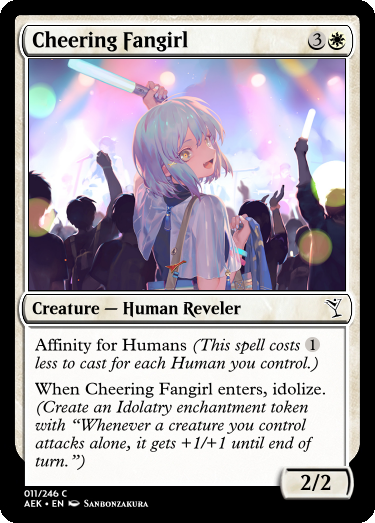 Cheering Fangirl 3
Creature — Human Reveler
Affinity for Humans (This spell costs 1
less to cast for each Human you control.)
When Cheering Fangirl enters, idolize.
(Create an Idolatry enchantment token
with “Whenever a creature you control
attacks alone, it gets +1/+1 until end of
turn.”)
2/2
011/246 C
AEK • EN Sanbonzakura